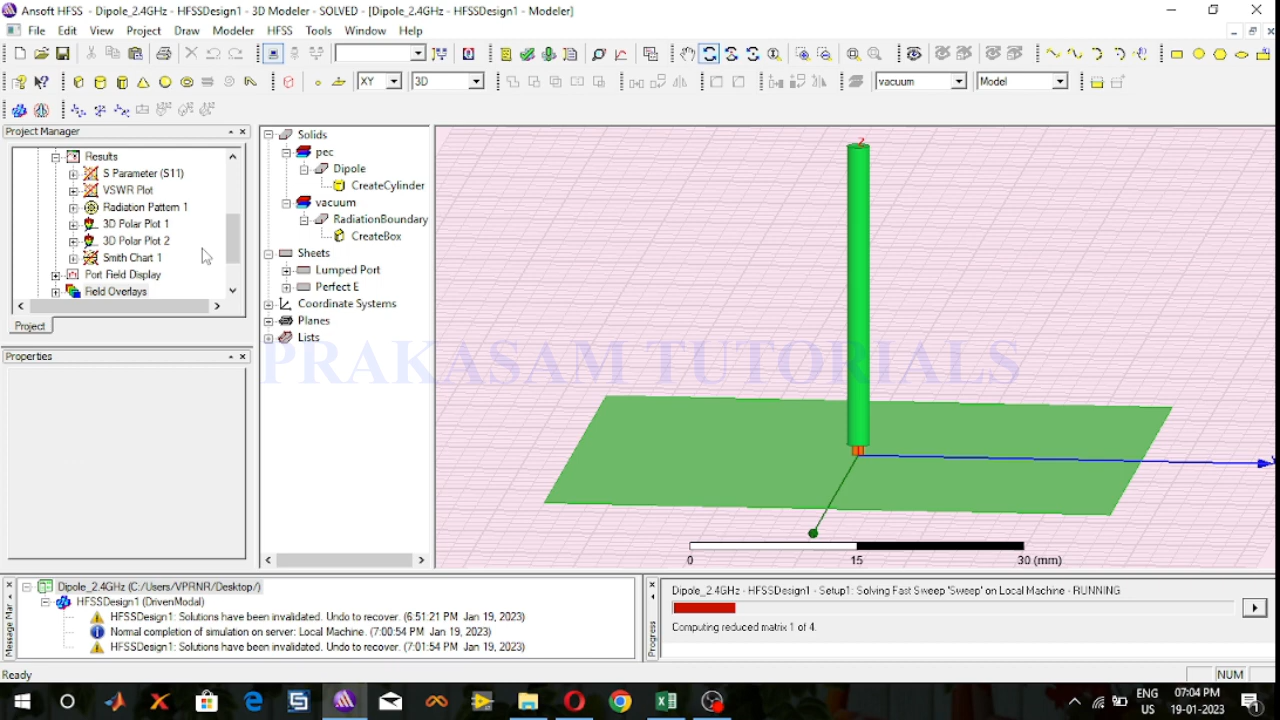 Ansoft HFSS - Dipole_2.4GHz - HFSSDesign1 - 3D Modeler - SOLVED - [Dipole_2.4GHz - HFSSDesign1 - Modeler]
File Edit View Project Draw Modeler HFSS Tools Window Help
XY 3D vacuum Model
Project Manager
Results
S Parameter (S11)
VSWR Plot
Radiation Pattern 1
3D Polar Plot 1
3D Polar Plot 2
Smith Chart 1
Port Field Display
Field Overlays
Project
Properties
Solids
pec
Dipole
CreateCylinder
vacuum
RadiationBoundary
CreateBox
Sheets
Lumped Port
Perfect E
Coordinate Systems
Planes
Lists
PRAKASAM TUTORIALS
Z
0 15 30 (mm)
Message Mar
Dipole_2.4GHz (C:/Users/VPRNR/Desktop/)
HFSSDesign1 (DrivenModal)
HFSSDesign1: Solutions have been invalidated. Undo to recover. (6:51:21 PM Jan 19, 2023)
Normal completion of simulation on server: Local Machine. (7:00:54 PM Jan 19, 2023)
HFSSDesign1: Solutions have been invalidated. Undo to recover. (7:01:54 PM Jan 19, 2023)
Progress
Dipole_2.4GHz - HFSSDesign1 - Setup1: Solving Fast Sweep 'Sweep' on Local Machine - RUNNING
Computing reduced matrix 1 of 4.
Ready
NUM
ENG
US
07:04 PM
19-01-2023
1